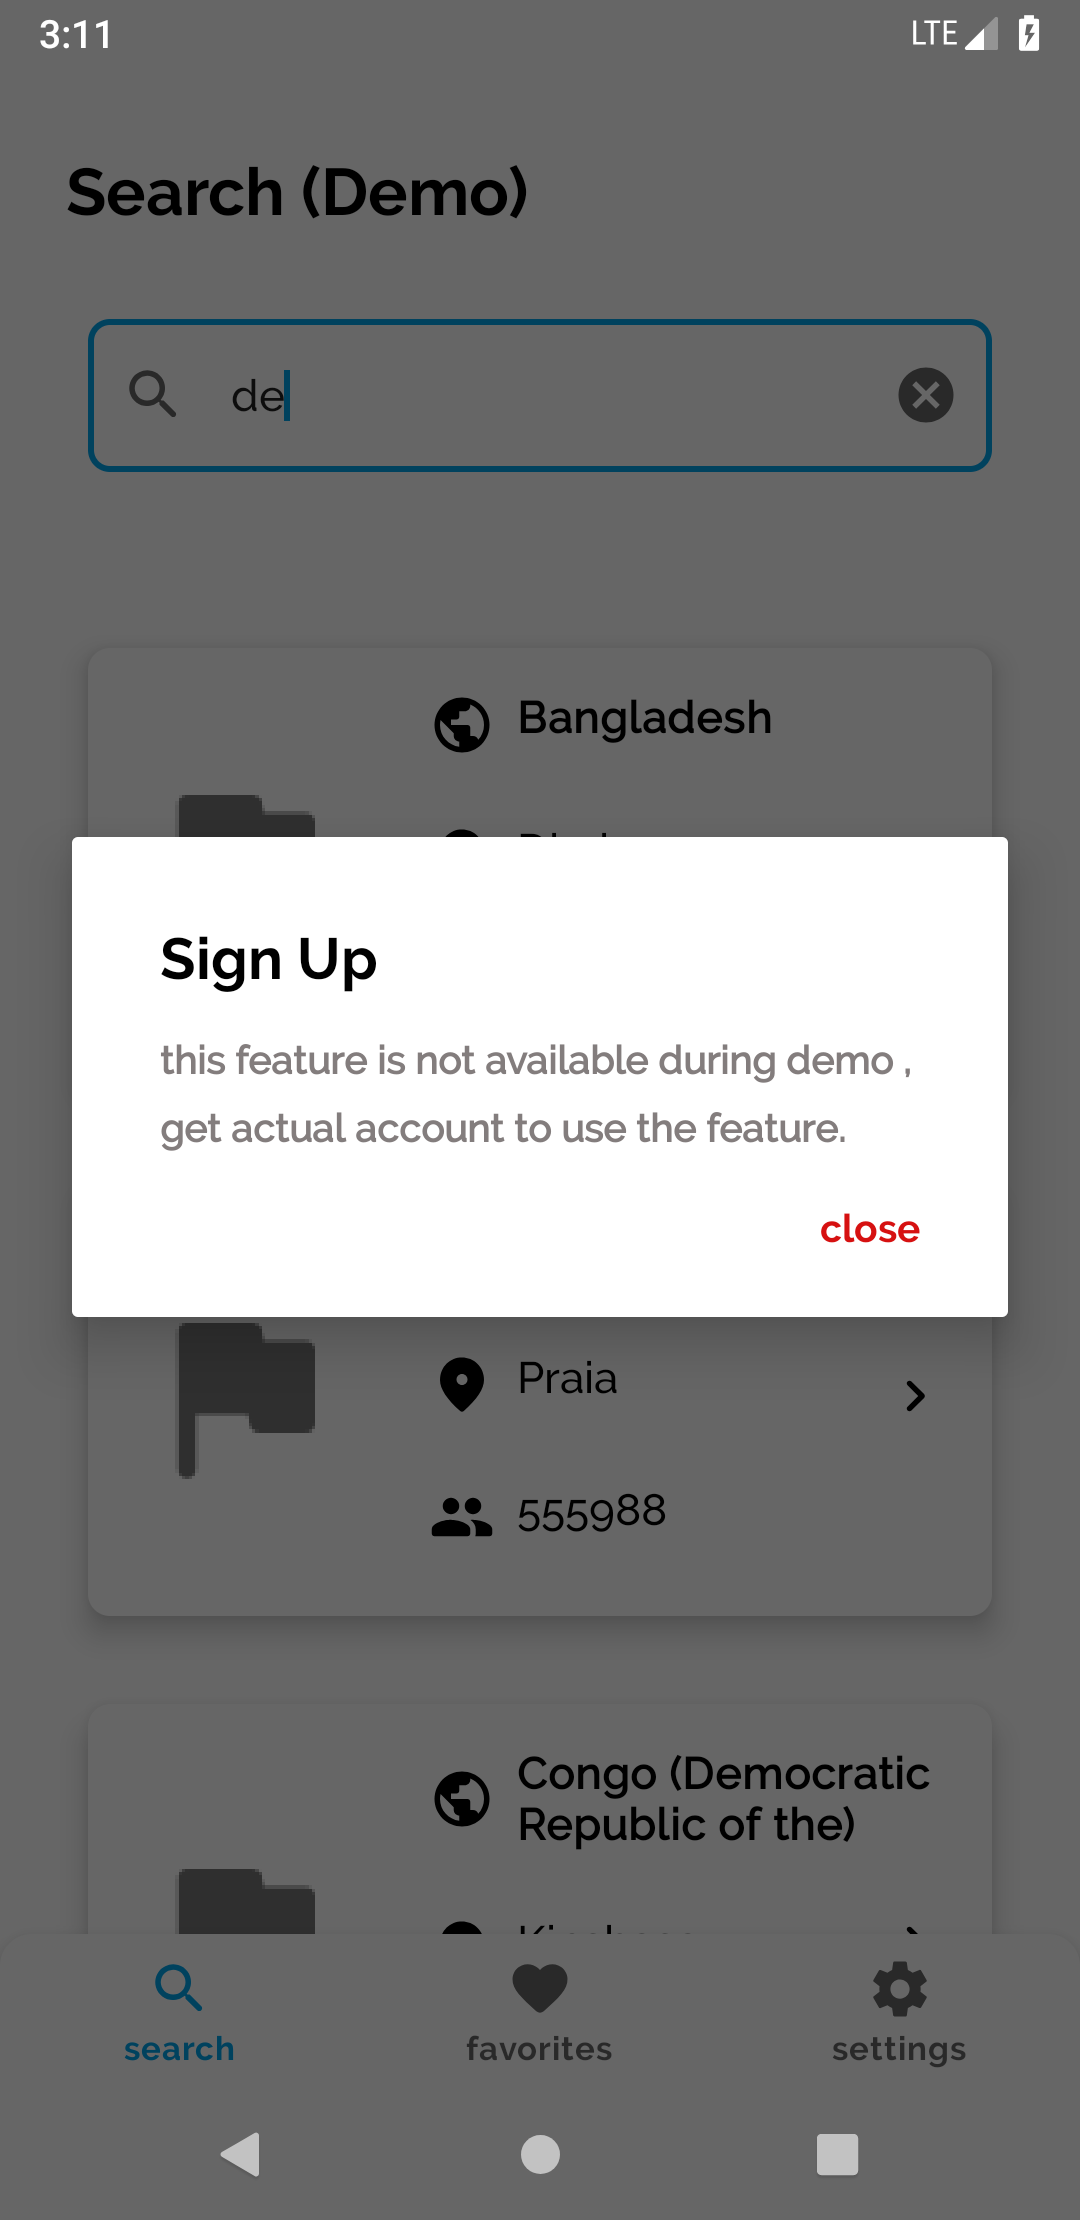 3:11
LTE
Search (Demo)
de
Bangladesh
Sign Up
this feature is not available during demo ,
get actual account to use the feature.
close
Praia
555988
Congo (Democratic
Republic of the)
search
favorites
settings